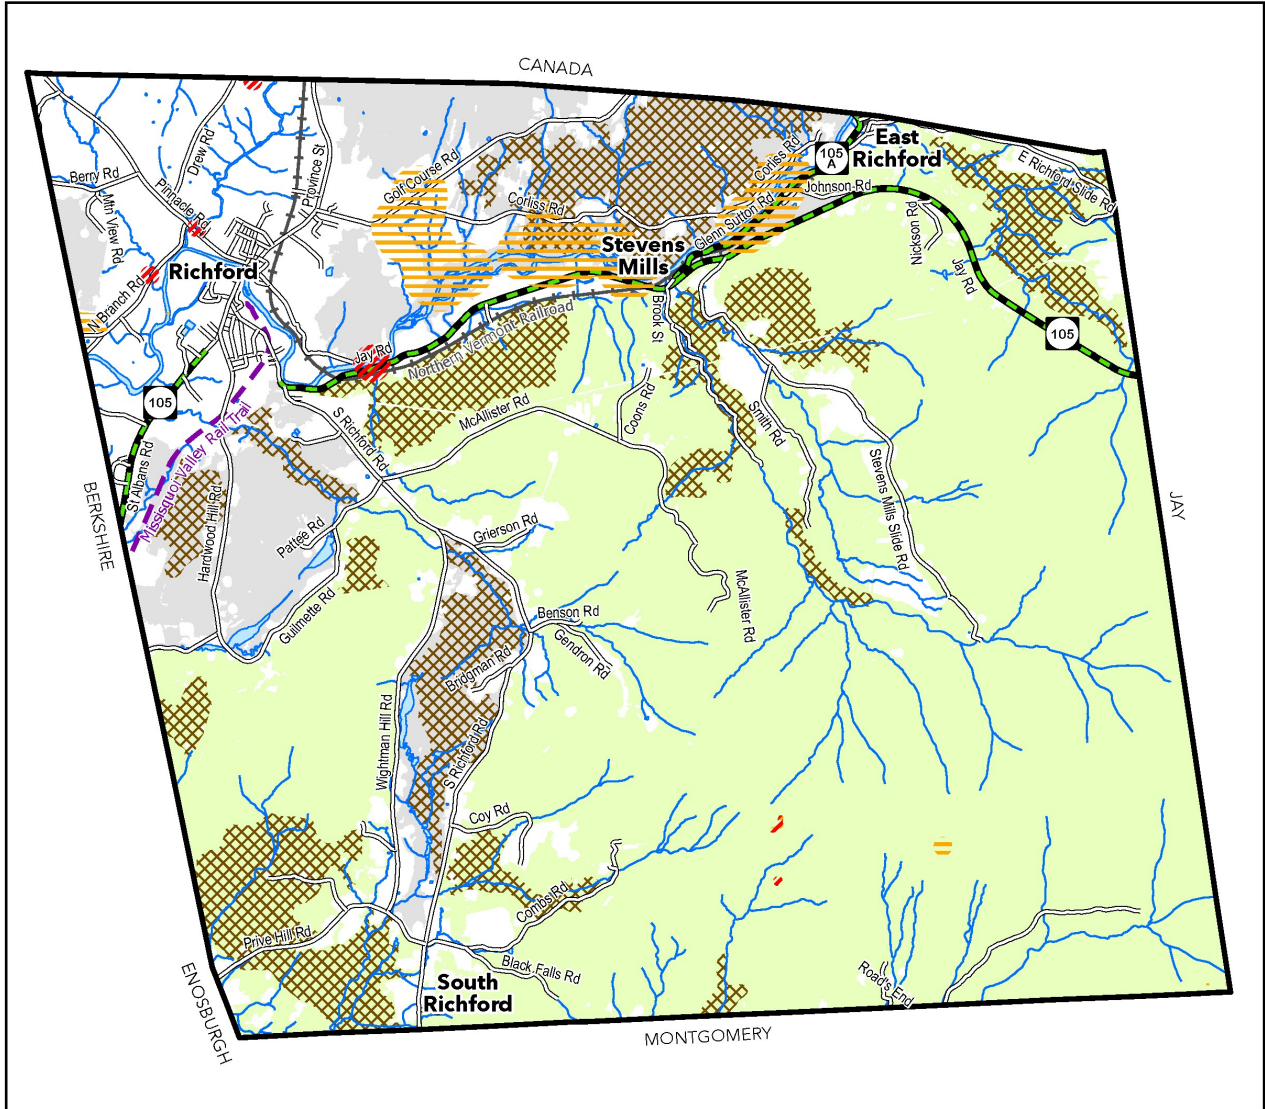 CANADA
East
Richford
105
A
Drew Rd
Province St
Berry Rd
Pinnacle Rd
Mtn View Rd
Golf Course Rd
Corliss Rd
Corliss Rd
Johnson Rd
E Richford Slide Rd
Glenn Sutton Rd
Nickson Rd
Jay Rd
Stevens
Mills
Richford
N Branch Rd
Brook St
Northern Vermont Railroad
Jay Rd
105
105
St Albans Rd
Missisquoi Valley Rail Trail
S Richford Rd
McAllister Rd
Coons Rd
Smith Rd
Stevens Mills Slide Rd
BERKSHIRE
JAY
Hardwood Hill Rd
Pattee Rd
Guilmette Rd
Grierson Rd
McAllister Rd
Benson Rd
Gendron Rd
Bridgman Rd
Wightman Hill Rd
S Richford Rd
Coy Rd
Combs Rd
Prive Hill Rd
Black Falls Rd
Road's End
South
Richford
ENOSBURGH
MONTGOMERY